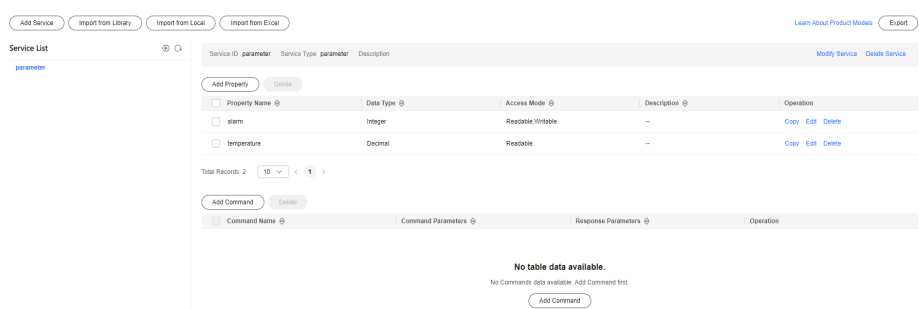 Add Service Import from Library Import from Local Import from Excel Learn About Product Models Export
Service List
parameter
Service ID parameter Service Type parameter Description Modify Service Delete Service
Add Property Delete
Property Name Data Type Access Mode Description Operation
alarm Integer Readable,Writable -- Copy Edit Delete
temperature Decimal Readable -- Copy Edit Delete
Total Records: 2 10 < 1 >
Add Command Delete
Command Name Command Parameters Response Parameters Operation
No table data available.
No Commands data available. Add Command first.
Add Command